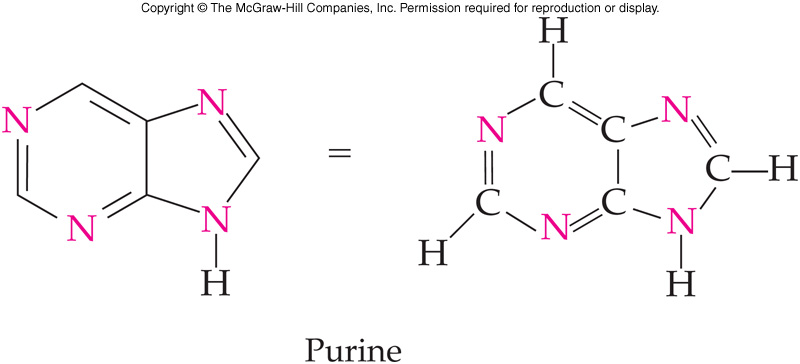 Copyright © The McGraw-Hill Companies, Inc. Permission required for reproduction or display.
N N N N H
=
H C N C N C H C N C N H H
Purine